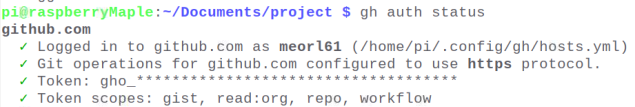 pi@raspberryMaple:~/Documents/project $ gh auth status
github.com
✓ Logged in to github.com as meorl61 (/home/pi/.config/gh/hosts.yml)
✓ Git operations for github.com configured to use https protocol.
✓ Token: gho_************************************
✓ Token scopes: gist, read:org, repo, workflow